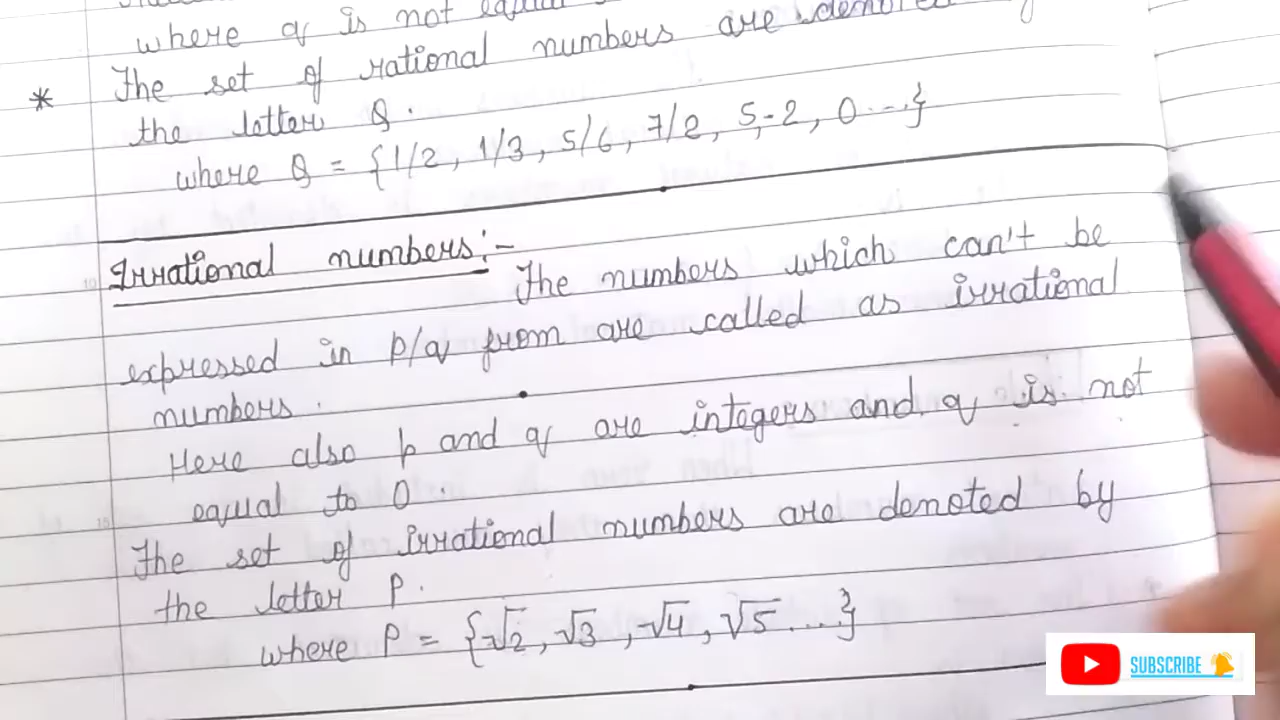 where q is not equal
* The set of rational numbers are denoted
the letter Q.
where Q = {1/2, 1/3, 5/6, 7/2, 5, -2, 0 ....}
Irrational numbers:-
The numbers which can't be
expressed in p/q from are called as irrational
numbers.
Here also p and q are integers and q is not
equal to 0.
The set of irrational numbers are denoted by
the letter P.
where P = {√2, √3, √4, √5 ....}
SUBSCRIBE